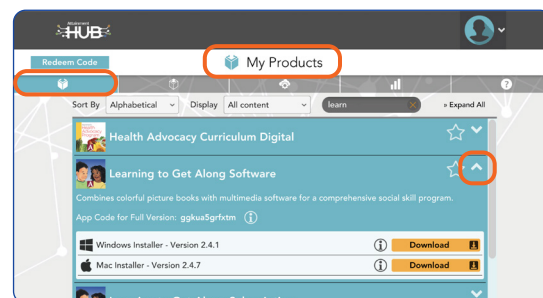 Attainment
HUB
Redeem Code
My Products
?
Sort By Alphabetical Display All content learn » Expand All
Health Advocacy Curriculum Digital
Learning to Get Along Software
Combines colorful picture books with multimedia software for a comprehensive social skill program.
App Code for Full Version: ggkua5grfxtm
Windows Installer - Version 2.4.1 Download
Mac Installer - Version 2.4.7 Download